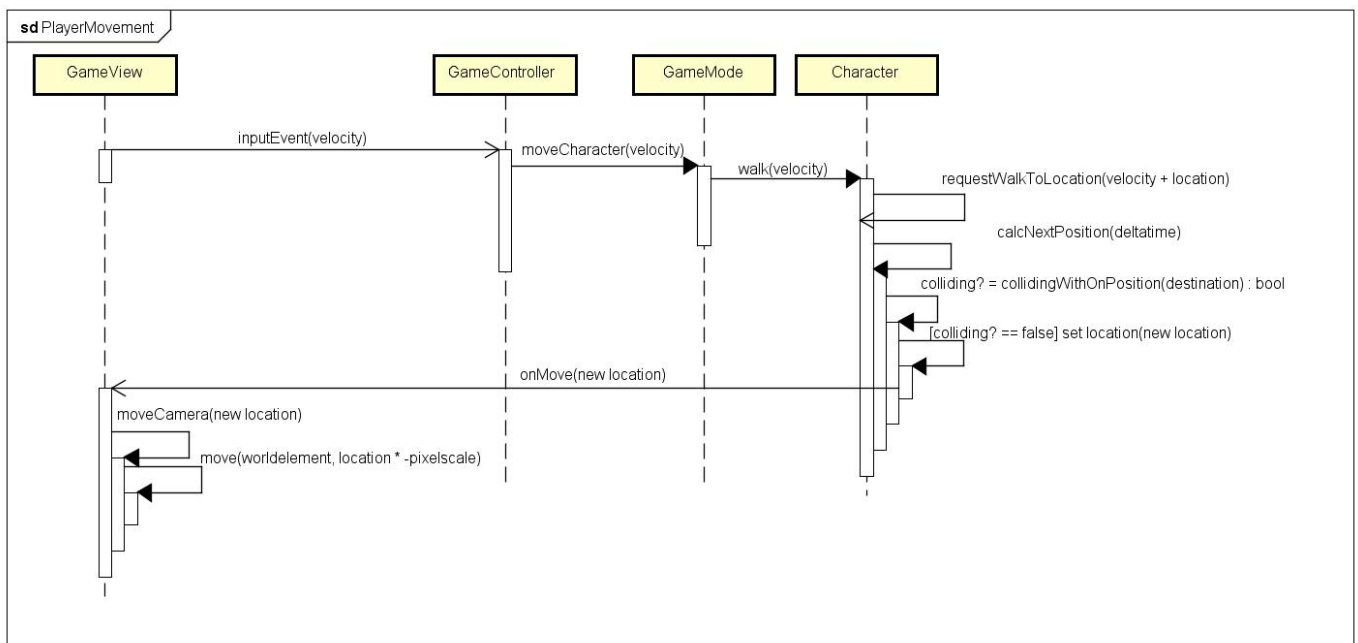 sd PlayerMovement
GameView
GameController
GameMode
Character
inputEvent(velocity)
moveCharacter(velocity)
walk(velocity)
requestWalkToLocation(velocity + location)
calcNextPosition(deltatime)
colliding? = collidingWithOnPosition(destination) : bool
[colliding? == false] set location(new location)
onMove(new location)
moveCamera(new location)
move(worldelement, location * -pixelscale)